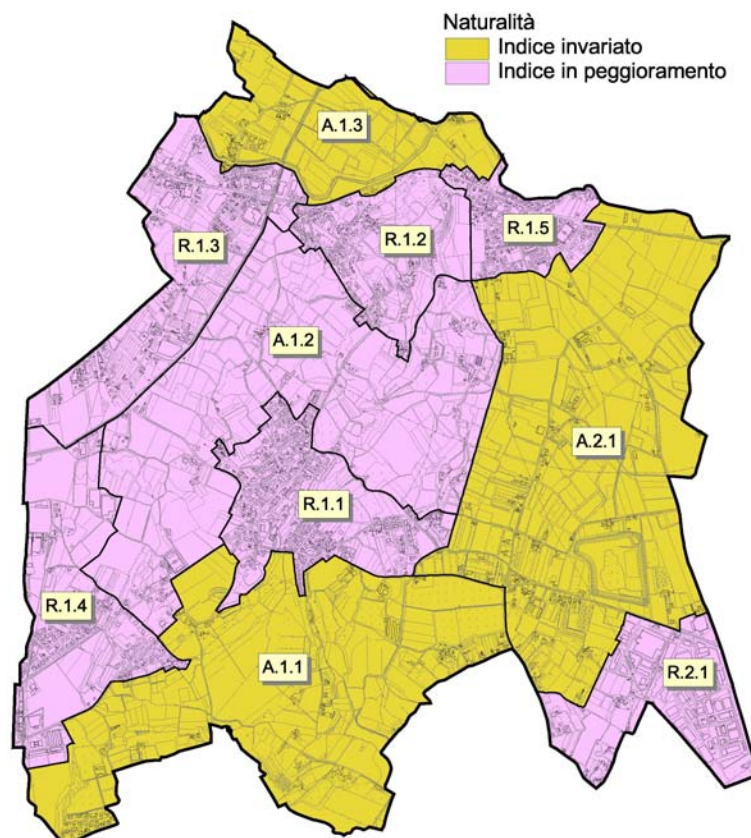 Naturalità
Indice invariato
Indice in peggioramento
A.1.3
R.1.3
R.1.2
R.1.5
A.1.2
A.2.1
R.1.1
R.1.4
A.1.1
R.2.1